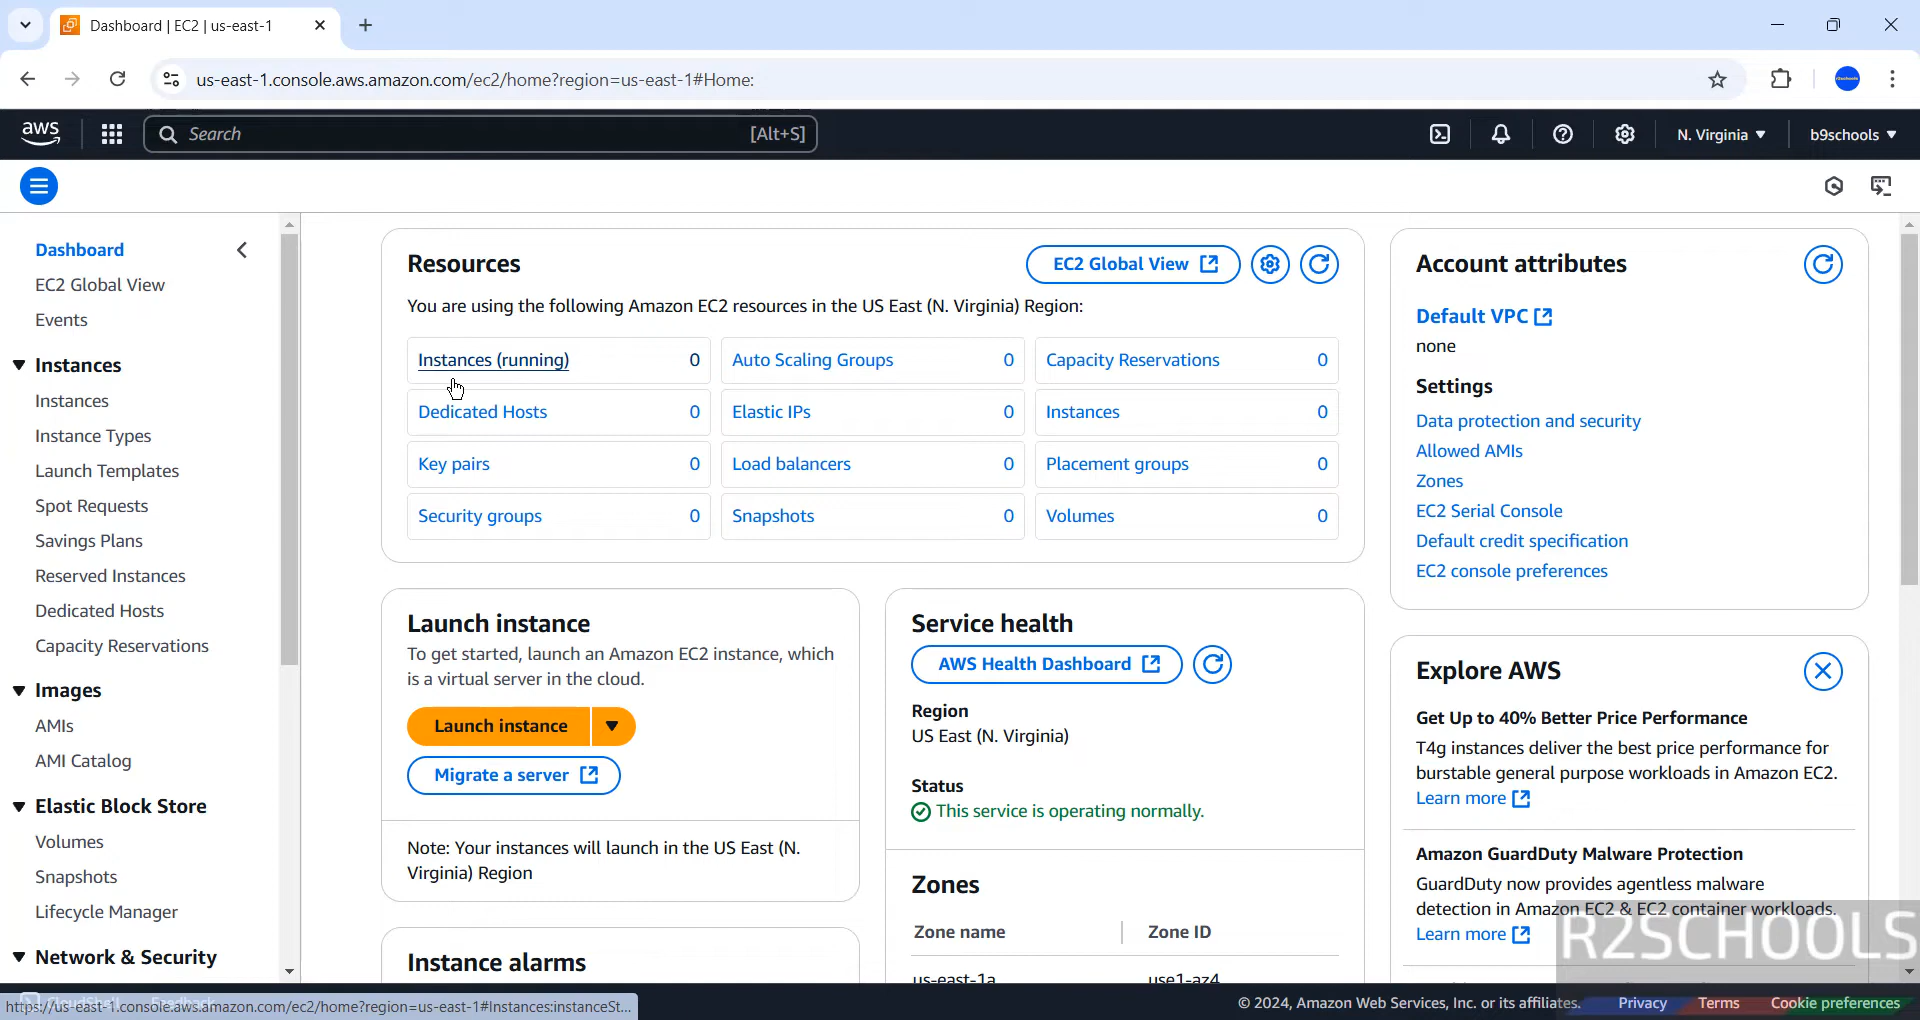 Dashboard | EC2 | us-east-1
us-east-1.console.aws.amazon.com/ec2/home?region=us-east-1#Home:
aws
Search
[Alt+S]
N. Virginia
b9schools
Dashboard
EC2 Global View
Events
Instances
Instances
Instance Types
Launch Templates
Spot Requests
Savings Plans
Reserved Instances
Dedicated Hosts
Capacity Reservations
Images
AMIs
AMI Catalog
Elastic Block Store
Volumes
Snapshots
Lifecycle Manager
Network & Security
Resources
EC2 Global View
You are using the following Amazon EC2 resources in the US East (N. Virginia) Region:
Instances (running) 0
Auto Scaling Groups 0
Capacity Reservations 0
Dedicated Hosts 0
Elastic IPs 0
Instances 0
Key pairs 0
Load balancers 0
Placement groups 0
Security groups 0
Snapshots 0
Volumes 0
Launch instance
To get started, launch an Amazon EC2 instance, which
is a virtual server in the cloud.
Launch instance
Migrate a server
Note: Your instances will launch in the US East (N.
Virginia) Region
Instance alarms
Service health
AWS Health Dashboard
Region
US East (N. Virginia)
Status
This service is operating normally.
Zones
Zone name Zone ID
us-east-1a use1-az4
Account attributes
Default VPC
none
Settings
Data protection and security
Allowed AMIs
Zones
EC2 Serial Console
Default credit specification
EC2 console preferences
Explore AWS
Get Up to 40% Better Price Performance
T4g instances deliver the best price performance for
burstable general purpose workloads in Amazon EC2.
Learn more
Amazon GuardDuty Malware Protection
GuardDuty now provides agentless malware
detection in Amazon EC2 & EC2 container workloads.
Learn more
R2SCHOOLS
CloudShell Feedback
https://us-east-1.console.aws.amazon.com/ec2/home?region=us-east-1#Instances:instanceSt...
© 2024, Amazon Web Services, Inc. or its affiliates.
Privacy
Terms
Cookie preferences